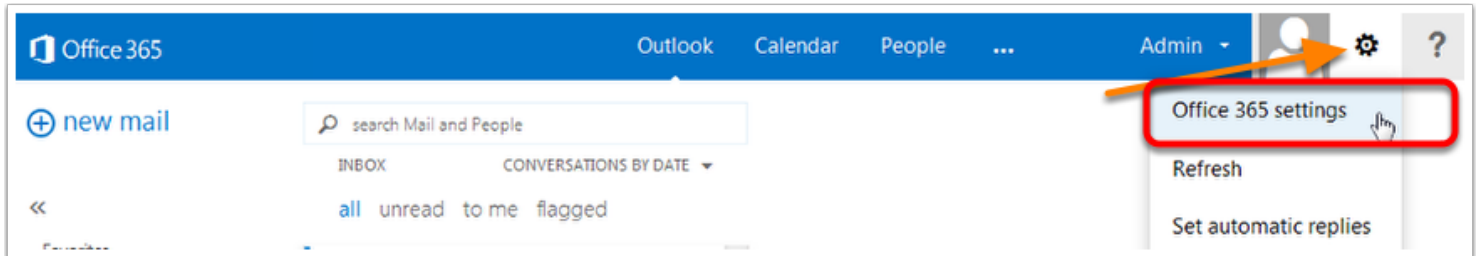 Office 365 Outlook Calendar People ... Admin ?
Office 365 settings
new mail
search Mail and People
INBOX CONVERSATIONS BY DATE
Refresh
all unread to me flagged
Set automatic replies